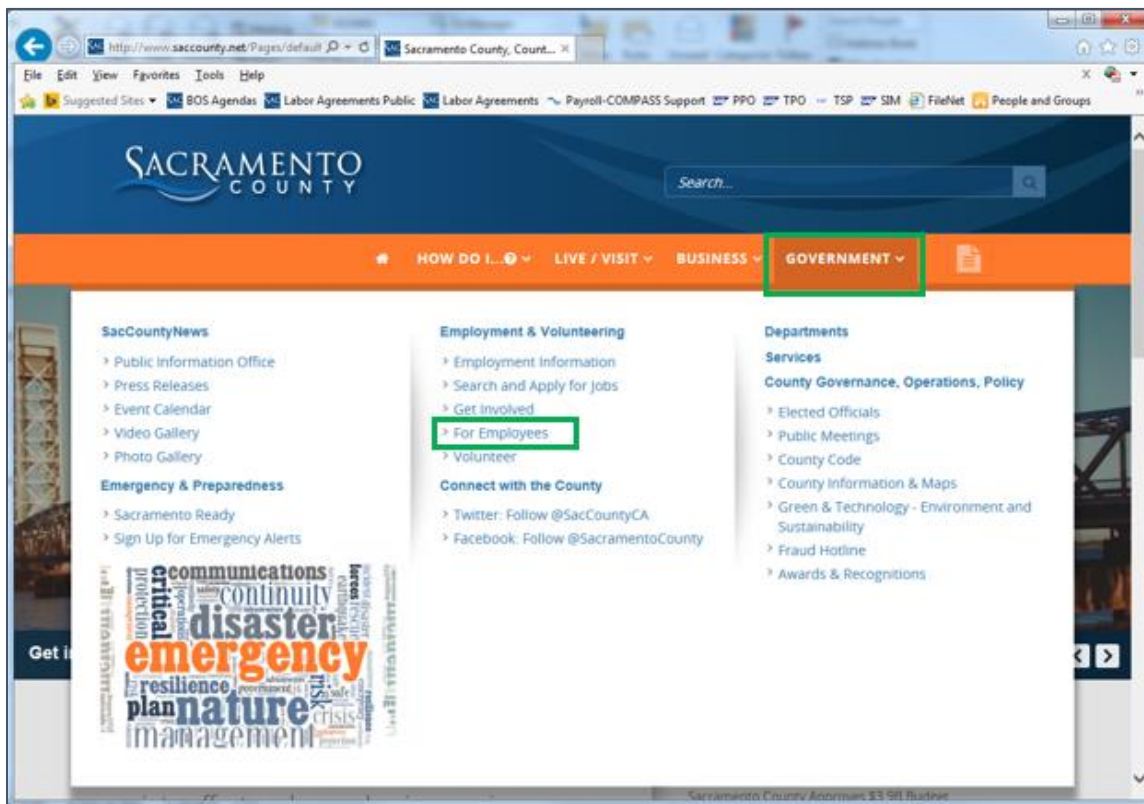 http://www.saccounty.net/Pages/default
Sacramento County, Count...
File Edit View Favorites Tools Help
Suggested Sites BOS Agendas Labor Agreements Public Labor Agreements Payroll-COMPASS Support PPO TPO TSP SIM FileNet People and Groups
SACRAMENTO
COUNTY
Search...
HOW DO I...? LIVE / VISIT BUSINESS GOVERNMENT
SacCountyNews
Public Information Office
Press Releases
Event Calendar
Video Gallery
Photo Gallery
Emergency & Preparedness
Sacramento Ready
Sign Up for Emergency Alerts
communications
forces
protection
critical
continuity
disaster
emergency
resilience
risk
plan
nature
crisis
management
Employment & Volunteering
Employment Information
Search and Apply for Jobs
Get Involved
For Employees
Volunteer
Connect with the County
Twitter: Follow @SacCountyCA
Facebook: Follow @SacramentoCounty
Departments
Services
County Governance, Operations, Policy
Elected Officials
Public Meetings
County Code
County Information & Maps
Green & Technology - Environment and
Sustainability
Fraud Hotline
Awards & Recognitions
Get
Sacramento County Approves $3.9B Budget